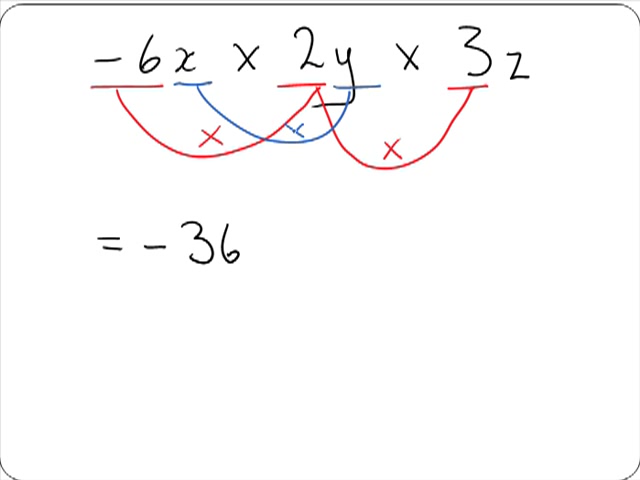 -6x × 2y × 3z
× × ×
= -36